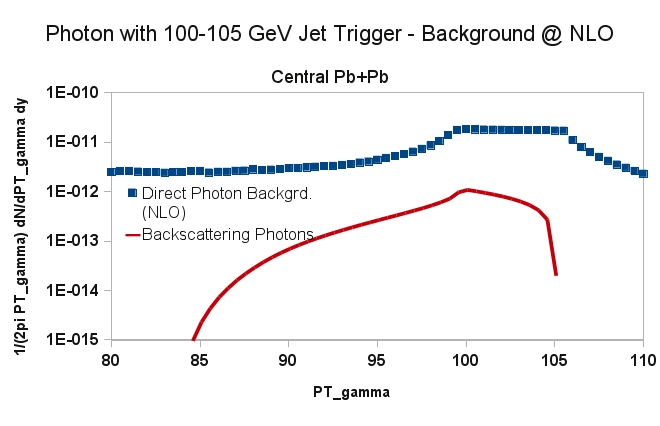 Photon with 100-105 GeV Jet Trigger - Background @ NLO
Central Pb+Pb
1/(2pi PT_gamma) dN/dPT_gamma dy
1E-010
1E-011
1E-012
1E-013
1E-014
1E-015
Direct Photon Backgrd.
(NLO)
Backscattering Photons
80 85 90 95 100 105 110
PT_gamma